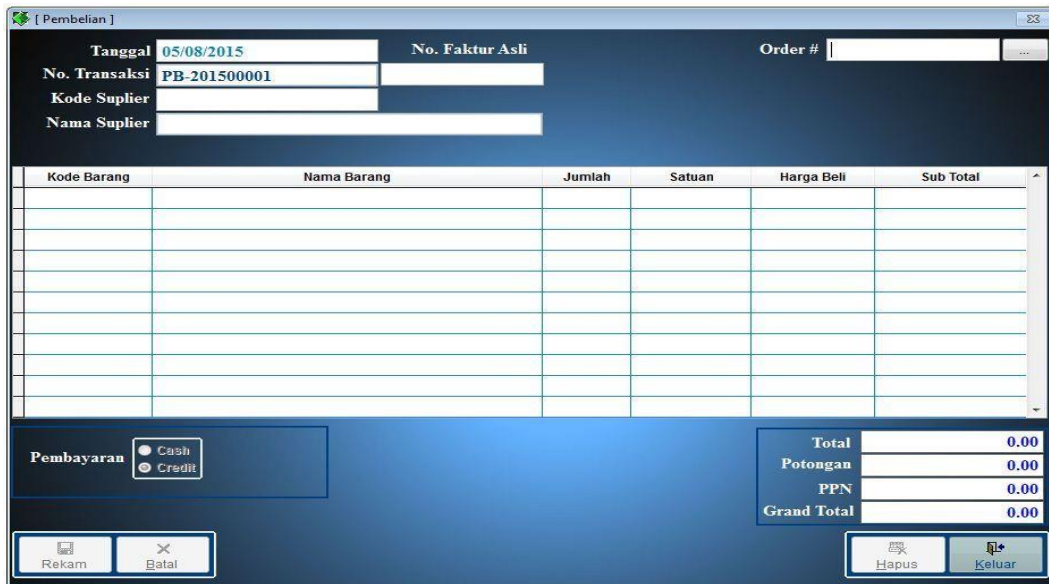 [ Pembelian ]
Tanggal 05/08/2015 No. Faktur Asli Order # ...
No. Transaksi PB-201500001
Kode Suplier
Nama Suplier
Kode Barang Nama Barang Jumlah Satuan Harga Beli Sub Total
Pembayaran Cash
Credit
Total 0.00
Potongan 0.00
PPN 0.00
Grand Total 0.00
Rekam Batal Hapus Keluar